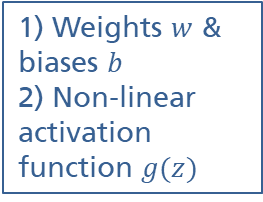 1) Weights w &
biases b
2) Non-linear
activation
function g(z)